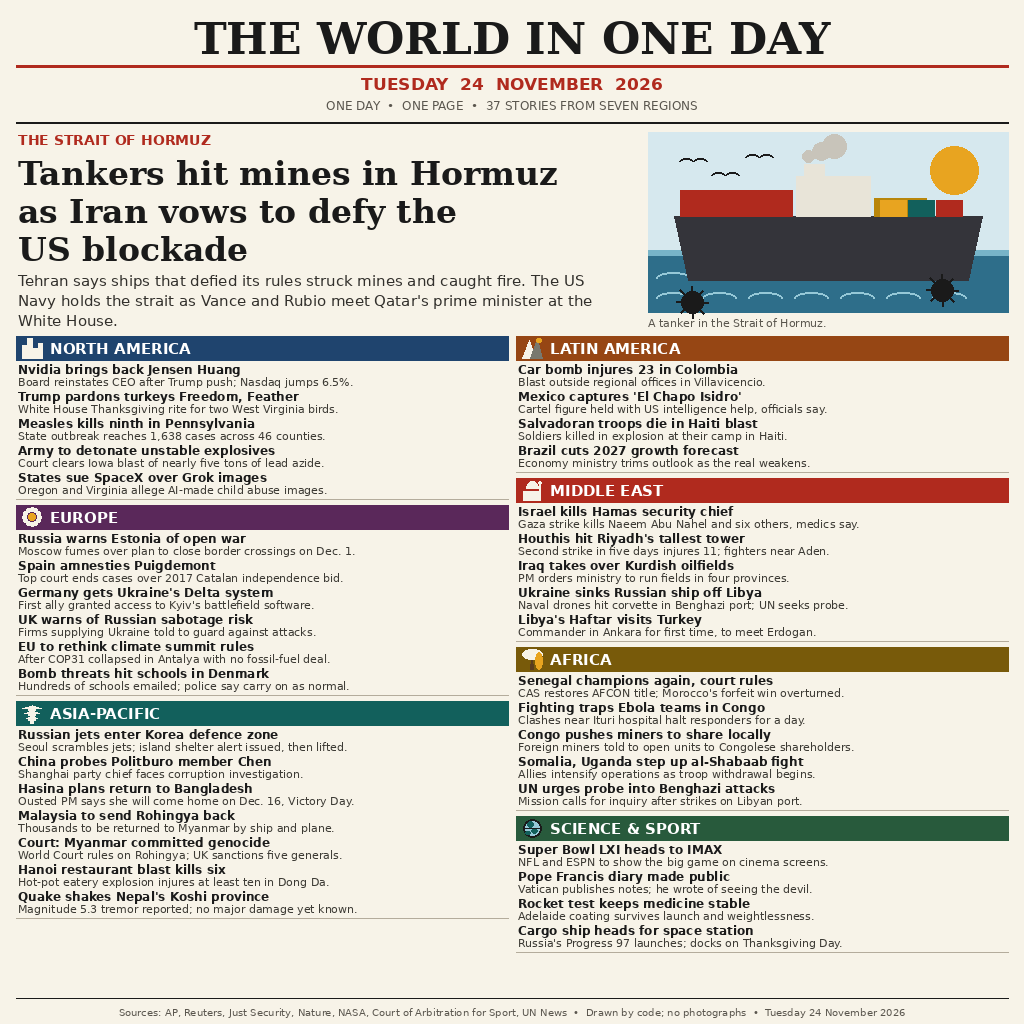 THE WORLD IN ONE DAY
TUESDAY 24 NOVEMBER 2026
ONE DAY • ONE PAGE • 37 STORIES FROM SEVEN REGIONS
THE STRAIT OF HORMUZ
Tankers hit mines in Hormuz
as Iran vows to defy the
US blockade
Tehran says ships that defied its rules struck mines and caught fire. The US
Navy holds the strait as Vance and Rubio meet Qatar's prime minister at the
White House.
A tanker in the Strait of Hormuz.
NORTH AMERICA
Nvidia brings back Jensen Huang
Board reinstates CEO after Trump push; Nasdaq jumps 6.5%.
Trump pardons turkeys Freedom, Feather
White House Thanksgiving rite for two West Virginia birds.
Measles kills ninth in Pennsylvania
State outbreak reaches 1,638 cases across 46 counties.
Army to detonate unstable explosives
Court clears Iowa blast of nearly five tons of lead azide.
States sue SpaceX over Grok images
Oregon and Virginia allege AI-made child abuse images.
EUROPE
Russia warns Estonia of open war
Moscow fumes over plan to close border crossings on Dec. 1.
Spain amnesties Puigdemont
Top court ends cases over 2017 Catalan independence bid.
Germany gets Ukraine's Delta system
First ally granted access to Kyiv's battlefield software.
UK warns of Russian sabotage risk
Firms supplying Ukraine told to guard against attacks.
EU to rethink climate summit rules
After COP31 collapsed in Antalya with no fossil-fuel deal.
Bomb threats hit schools in Denmark
Hundreds of schools emailed; police say carry on as normal.
ASIA-PACIFIC
Russian jets enter Korea defence zone
Seoul scrambles jets; island shelter alert issued, then lifted.
China probes Politburo member Chen
Shanghai party chief faces corruption investigation.
Hasina plans return to Bangladesh
Ousted PM says she will come home on Dec. 16, Victory Day.
Malaysia to send Rohingya back
Thousands to be returned to Myanmar by ship and plane.
Court: Myanmar committed genocide
World Court rules on Rohingya; UK sanctions five generals.
Hanoi restaurant blast kills six
Hot-pot eatery explosion injures at least ten in Dong Da.
Quake shakes Nepal's Koshi province
Magnitude 5.3 tremor reported; no major damage yet known.
LATIN AMERICA
Car bomb injures 23 in Colombia
Blast outside regional offices in Villavicencio.
Mexico captures 'El Chapo Isidro'
Cartel figure held with US intelligence help, officials say.
Salvadoran troops die in Haiti blast
Soldiers killed in explosion at their camp in Haiti.
Brazil cuts 2027 growth forecast
Economy ministry trims outlook as the real weakens.
MIDDLE EAST
Israel kills Hamas security chief
Gaza strike kills Naeem Abu Nahel and six others, medics say.
Houthis hit Riyadh's tallest tower
Second strike in five days injures 11; fighters near Aden.
Iraq takes over Kurdish oilfields
PM orders ministry to run fields in four provinces.
Ukraine sinks Russian ship off Libya
Naval drones hit corvette in Benghazi port; UN seeks probe.
Libya's Haftar visits Turkey
Commander in Ankara for first time, to meet Erdogan.
AFRICA
Senegal champions again, court rules
CAS restores AFCON title; Morocco's forfeit win overturned.
Fighting traps Ebola teams in Congo
Clashes near Ituri hospital halt responders for a day.
Congo pushes miners to share locally
Foreign miners told to open units to Congolese shareholders.
Somalia, Uganda step up al-Shabaab fight
Allies intensify operations as troop withdrawal begins.
UN urges probe into Benghazi attacks
Mission calls for inquiry after strikes on Libyan port.
SCIENCE & SPORT
Super Bowl LXI heads to IMAX
NFL and ESPN to show the big game on cinema screens.
Pope Francis diary made public
Vatican publishes notes; he wrote of seeing the devil.
Rocket test keeps medicine stable
Adelaide coating survives launch and weightlessness.
Cargo ship heads for space station
Russia's Progress 97 launches; docks on Thanksgiving Day.
Sources: AP, Reuters, Just Security, Nature, NASA, Court of Arbitration for Sport, UN News • Drawn by code; no photographs • Tuesday 24 November 2026